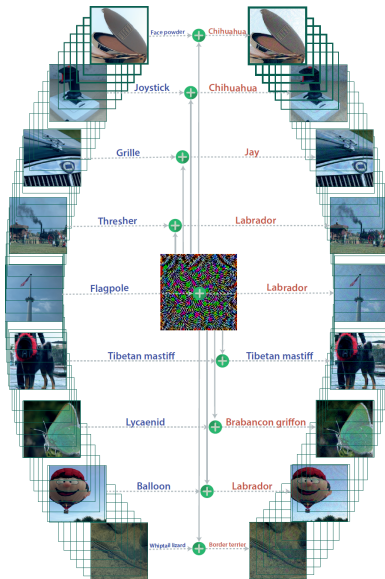 Face powder Chihuahua
Joystick Chihuahua
Grille Jay
Thresher Labrador
Flagpole Labrador
Tibetan mastiff Tibetan mastiff
Lycaenid Brabancon griffon
Balloon Labrador
Whiptail lizard Border terrier